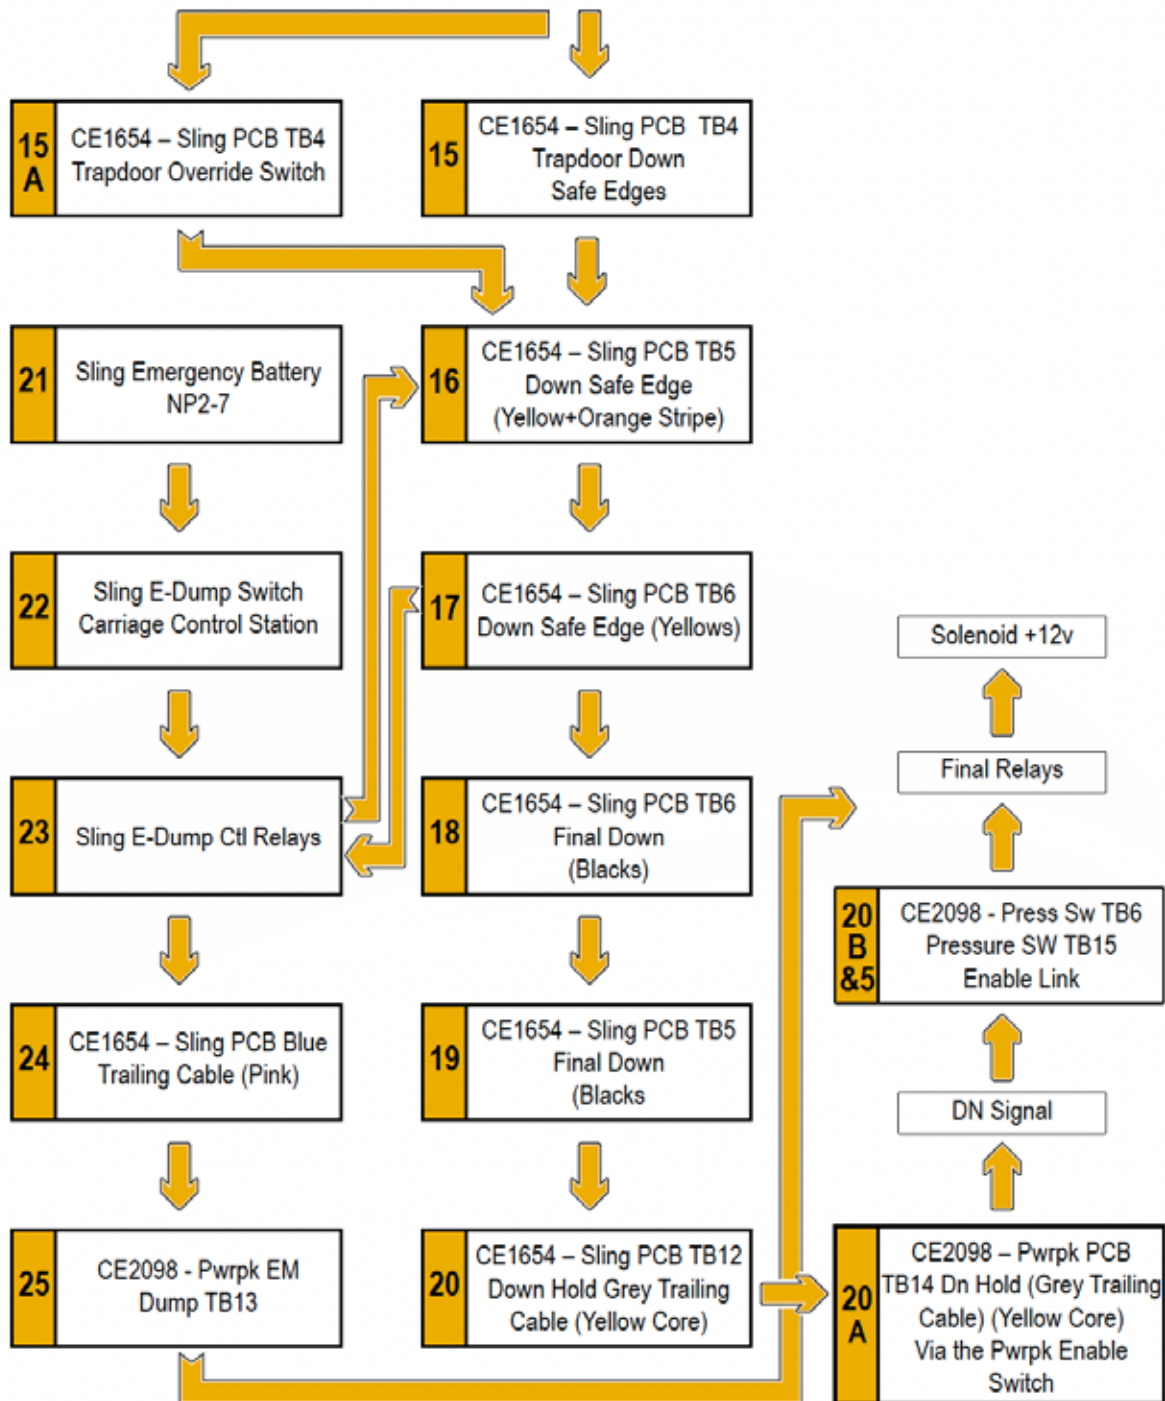 15
A
CE1654 – Sling PCB TB4
Trapdoor Override Switch
15
CE1654 – Sling PCB TB4
Trapdoor Down
Safe Edges
21
Sling Emergency Battery
NP2-7
16
CE1654 – Sling PCB TB5
Down Safe Edge
(Yellow+Orange Stripe)
22
Sling E-Dump Switch
Carriage Control Station
17
CE1654 – Sling PCB TB6
Down Safe Edge (Yellows)
Solenoid +12v
Final Relays
23
Sling E-Dump Ctl Relays
18
CE1654 – Sling PCB TB6
Final Down
(Blacks)
20
B
&5
CE2098 - Press Sw TB6
Pressure SW TB15
Enable Link
24
CE1654 – Sling PCB Blue
Trailing Cable (Pink)
19
CE1654 – Sling PCB TB5
Final Down
(Blacks
DN Signal
25
CE2098 - Pwrpk EM
Dump TB13
20
CE1654 – Sling PCB TB12
Down Hold Grey Trailing
Cable (Yellow Core)
20
A
CE2098 – Pwrpk PCB
TB14 Dn Hold (Grey Trailing
Cable) (Yellow Core)
Via the Pwrpk Enable
Switch